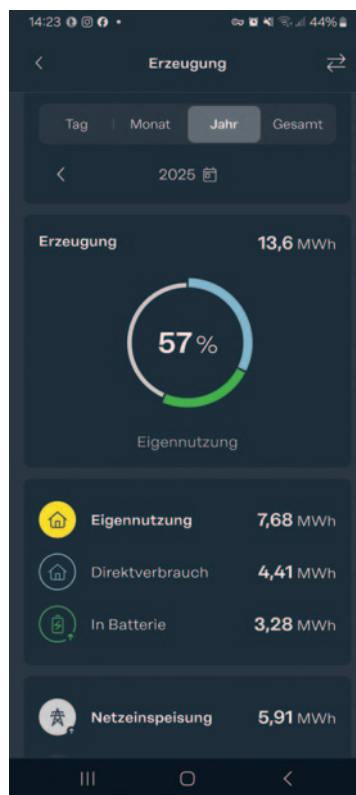 14:23 44%
Erzeugung
Tag Monat Jahr Gesamt
2025
Erzeugung 13,6 MWh
57 %
Eigennutzung
Eigennutzung 7,68 MWh
Direktverbrauch 4,41 MWh
In Batterie 3,28 MWh
Netzeinspeisung 5,91 MWh